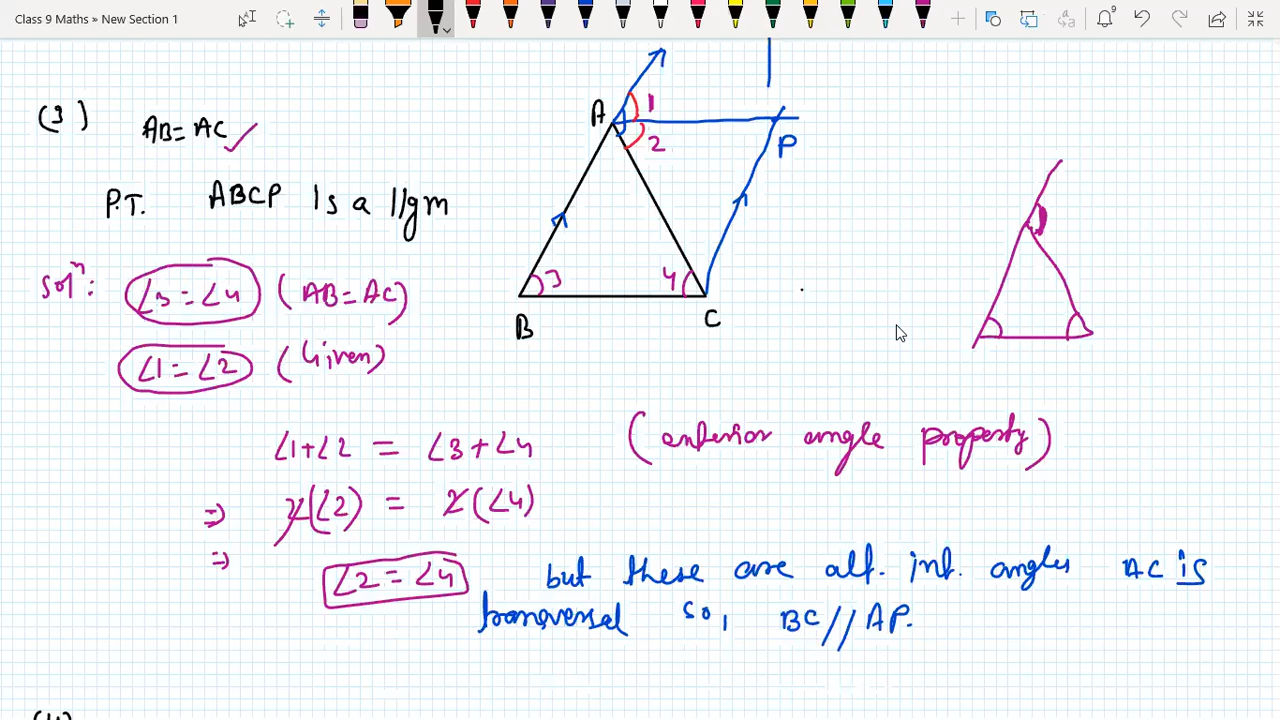 Class 9 Maths » New Section 1
(3)
AB = AC ✓
P.T. ABCP is a ||gm
A
1
2
P
3
4
B
C
Solⁿ: ∠3 = ∠4 (AB = AC)
∠1 = ∠2 (Given)
∠1 + ∠2 = ∠3 + ∠4 (exterior angle property)
⇒ 2(∠2) = 2(∠4)
⇒ ∠2 = ∠4 but these are alt. int. angles AC is
transversal so, BC // AP.